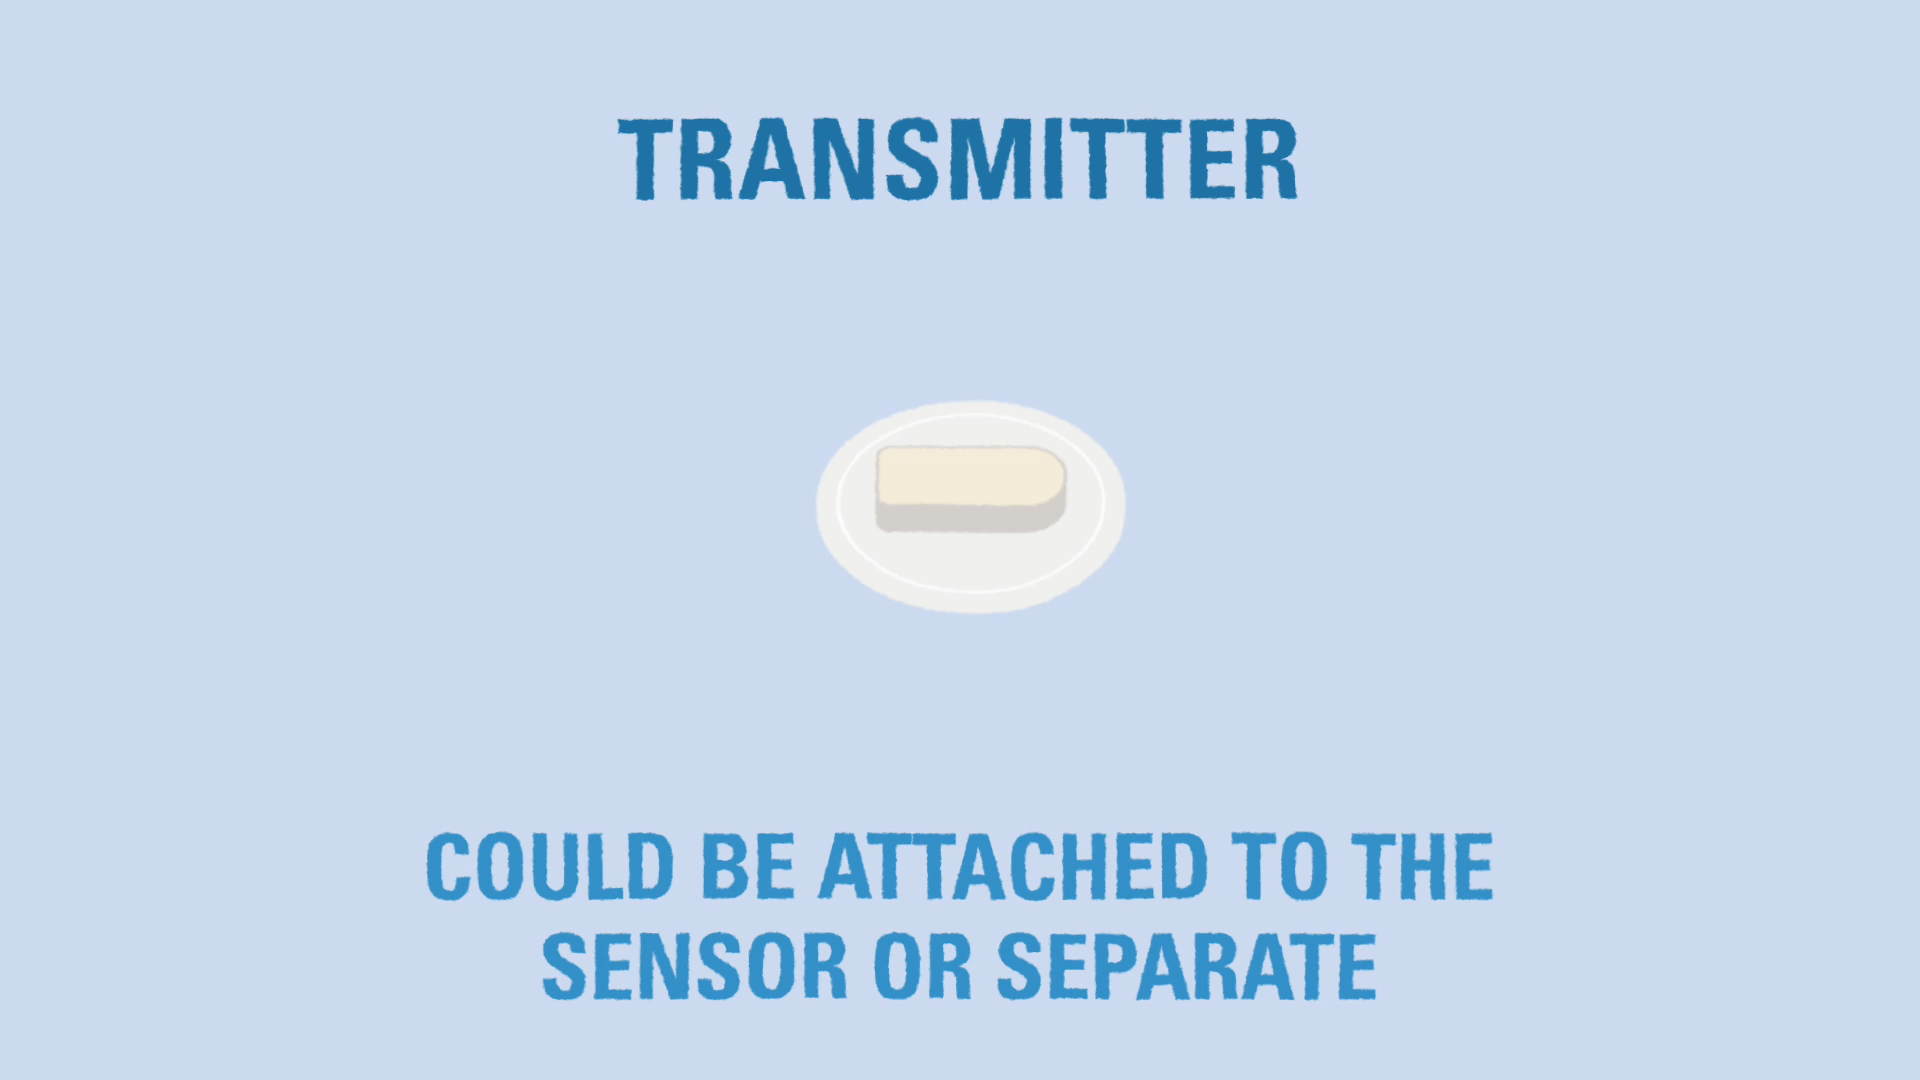 TRANSMITTER
COULD BE ATTACHED TO THE
SENSOR OR SEPARATE